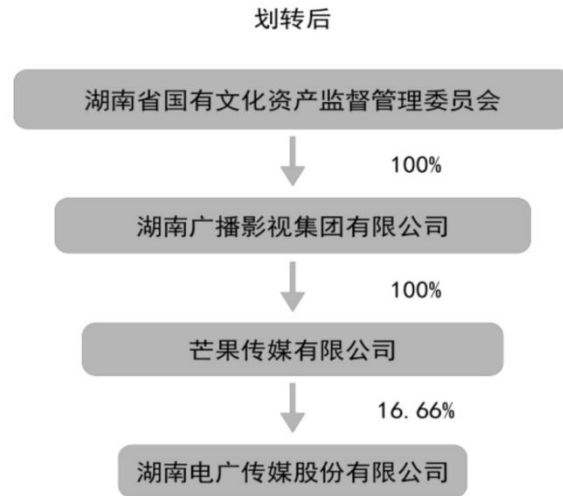 划转后
湖南省国有文化资产监督管理委员会
100%
湖南广播影视集团有限公司
100%
芒果传媒有限公司
16.66%
湖南电广传媒股份有限公司